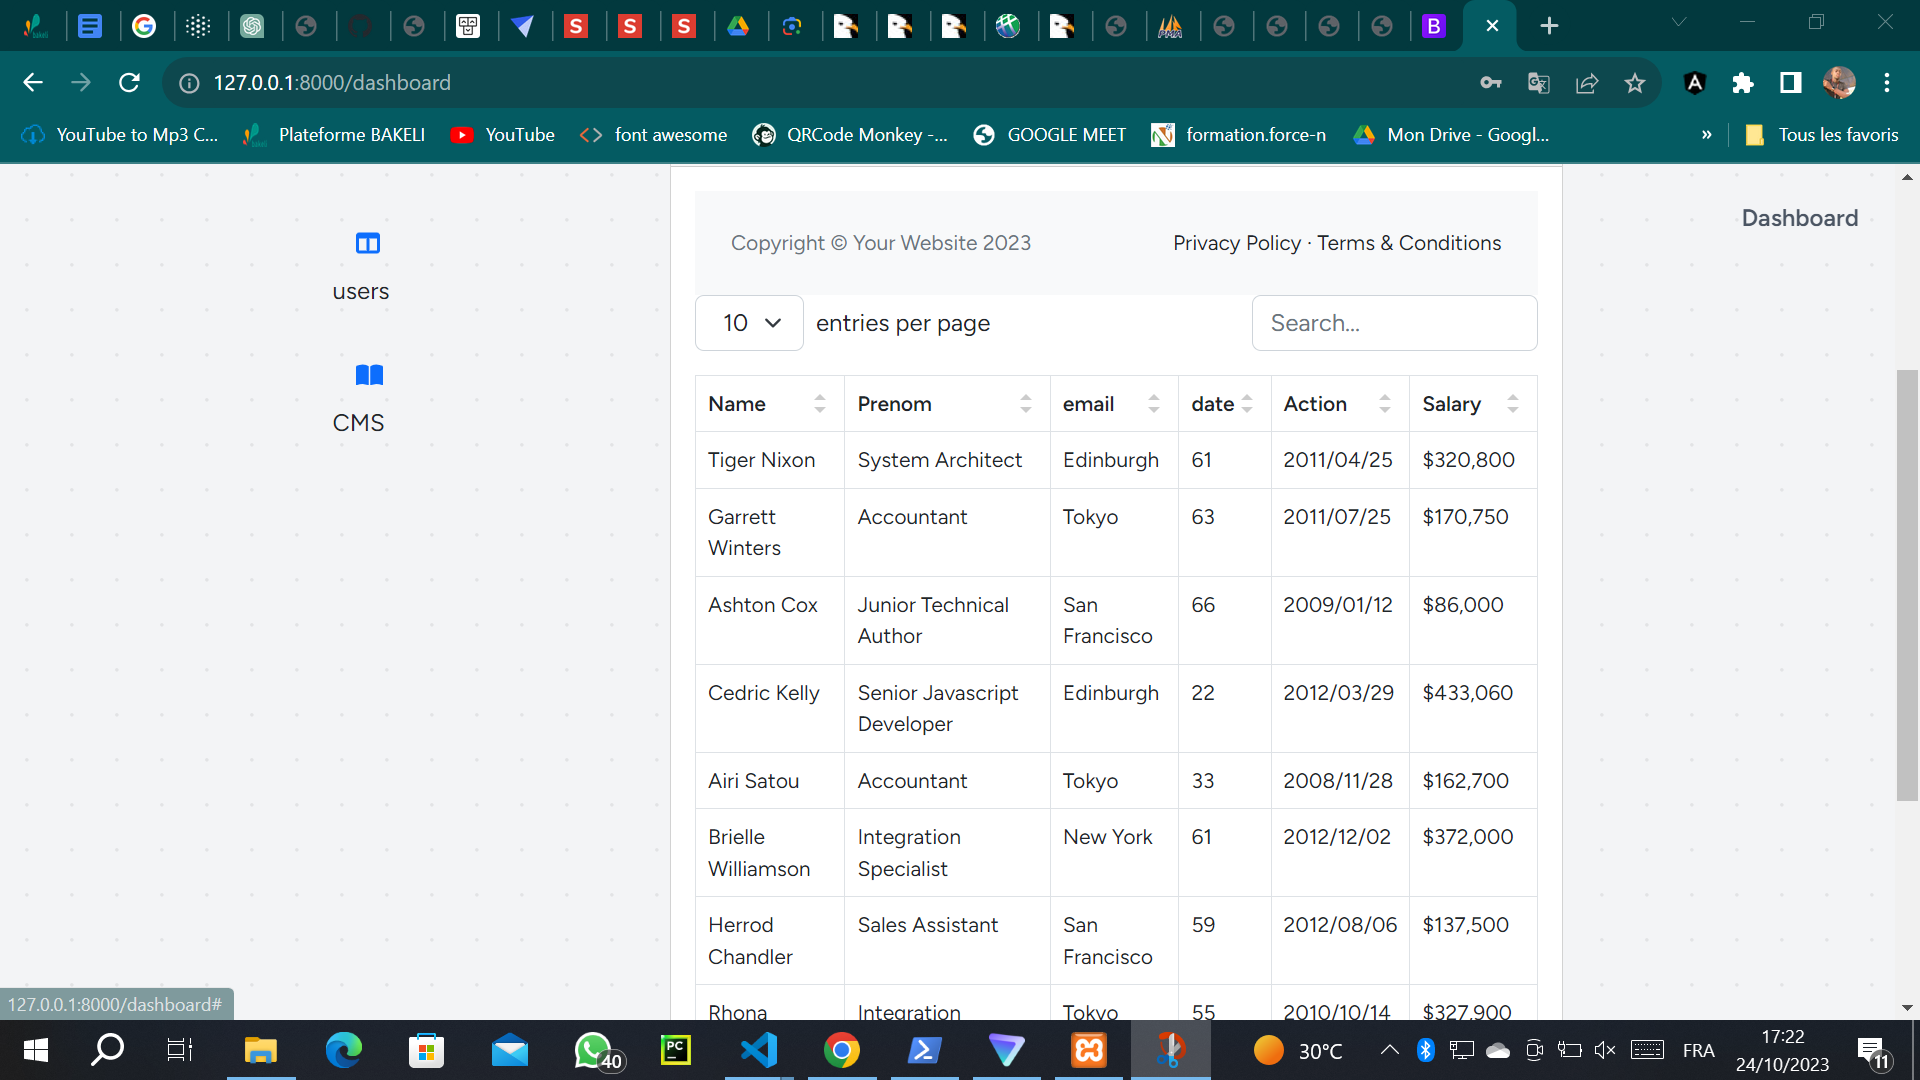 127.0.0.1:8000/dashboard
YouTube to Mp3 C...
Plateforme BAKELI
YouTube
font awesome
QRCode Monkey -...
GOOGLE MEET
formation.force-n
Mon Drive - Googl...
»
Tous les favoris
Dashboard
users
CMS
Copyright © Your Website 2023
Privacy Policy · Terms & Conditions
10 entries per page
Search...
Name Prenom email date Action Salary
Tiger Nixon System Architect Edinburgh 61 2011/04/25 $320,800
Garrett Winters Accountant Tokyo 63 2011/07/25 $170,750
Ashton Cox Junior Technical Author San Francisco 66 2009/01/12 $86,000
Cedric Kelly Senior Javascript Developer Edinburgh 22 2012/03/29 $433,060
Airi Satou Accountant Tokyo 33 2008/11/28 $162,700
Brielle Williamson Integration Specialist New York 61 2012/12/02 $372,000
Herrod Chandler Sales Assistant San Francisco 59 2012/08/06 $137,500
Rhona Integration Tokyo 55 2010/10/14 $327,900
127.0.0.1:8000/dashboard#
40
30°C
FRA
17:22
24/10/2023
11